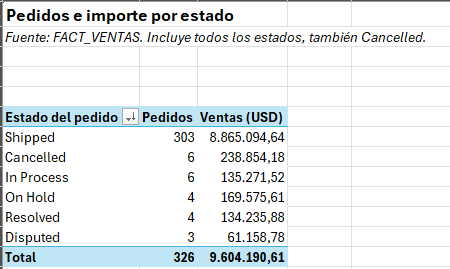 Pedidos e importe por estado
Fuente: FACT_VENTAS. Incluye todos los estados, también Cancelled.
Estado del pedido Pedidos Ventas (USD)
Shipped 303 8.865.094,64
Cancelled 6 238.854,18
In Process 6 135.271,52
On Hold 4 169.575,61
Resolved 4 134.235,88
Disputed 3 61.158,78
Total 326 9.604.190,61